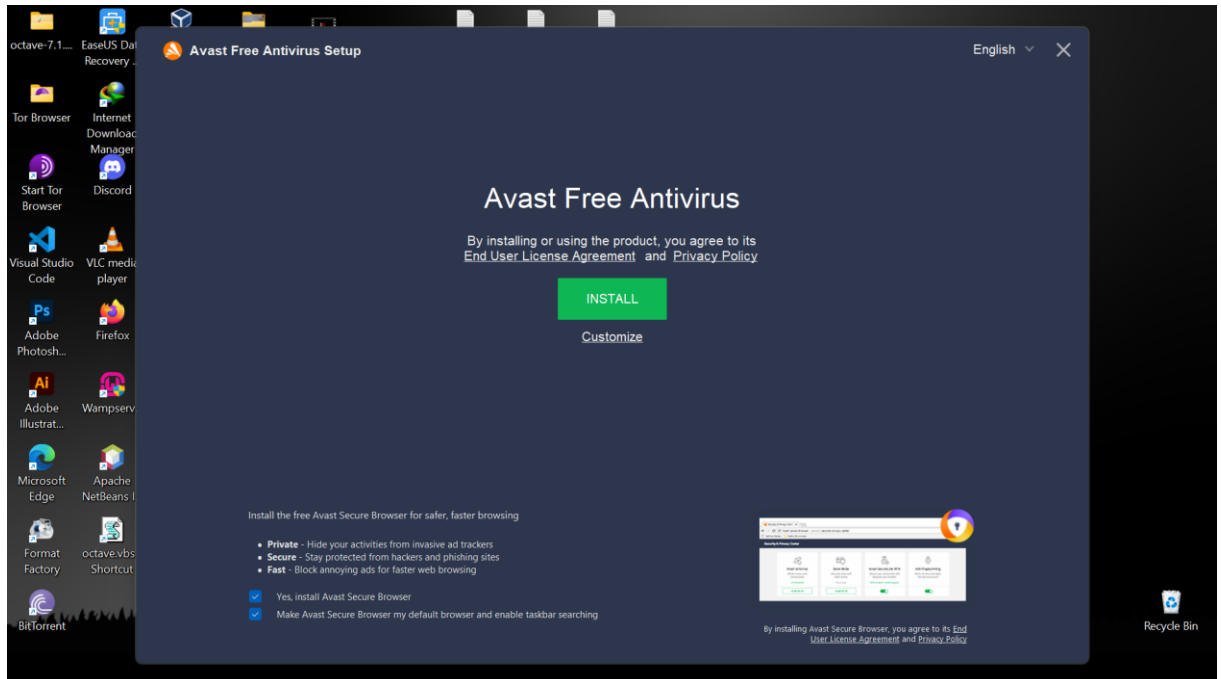 octave-7.1....
EaseUS Dat
Recovery ..
Tor Browser
Internet
Download
Manager
Start Tor
Browser
Discord
Visual Studio
Code
VLC media
player
Ps
Adobe
Photosh...
Firefox
Ai
Adobe
Illustrat...
Wampserv
Microsoft
Edge
Apache
NetBeans I
Format
Factory
octave.vbs
Shortcut
BitTorrent
Recycle Bin
Avast Free Antivirus Setup
English
Avast Free Antivirus
By installing or using the product, you agree to its
End User License Agreement and Privacy Policy
INSTALL
Customize
Install the free Avast Secure Browser for safer, faster browsing
• Private - Hide your activities from invasive ad trackers
• Secure - Stay protected from hackers and phishing sites
• Fast - Block annoying ads for faster web browsing
Yes, install Avast Secure Browser
Make Avast Secure Browser my default browser and enable taskbar searching
By installing Avast Secure Browser, you agree to its End
User License Agreement and Privacy Policy